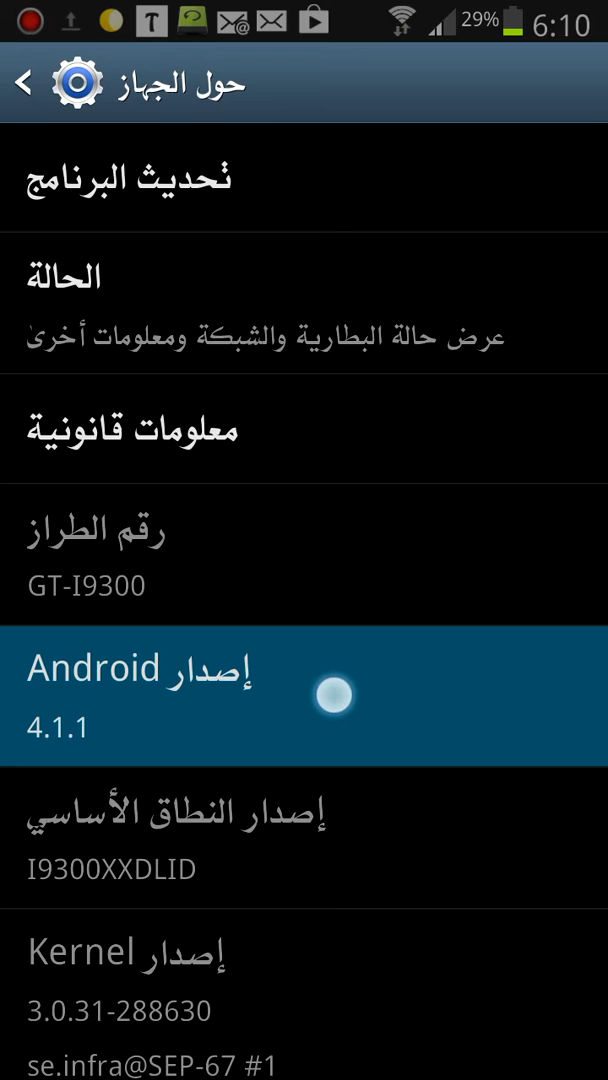 29% 6:10
حول الجهاز
تحديث البرنامج
الحالة
عرض حالة البطارية والشبكة ومعلومات أخرى
معلومات قانونية
رقم الطراز
GT-I9300
إصدار Android
4.1.1
إصدار النطاق الأساسي
I9300XXDLID
إصدار Kernel
3.0.31-288630
se.infra@SEP-67 #1